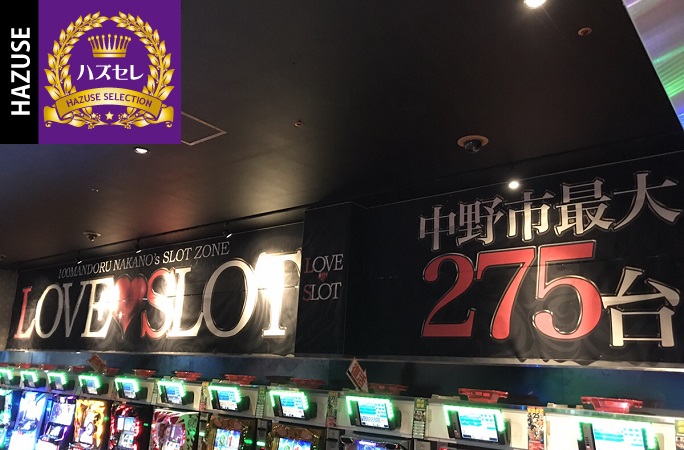 HAZUSE
ハズセレ
HAZUSE SELECTION
100MANDORU NAKANO's SLOT ZONE
LOVE♥SLOT
LOVE
♥
SLOT
中野市最大
275台